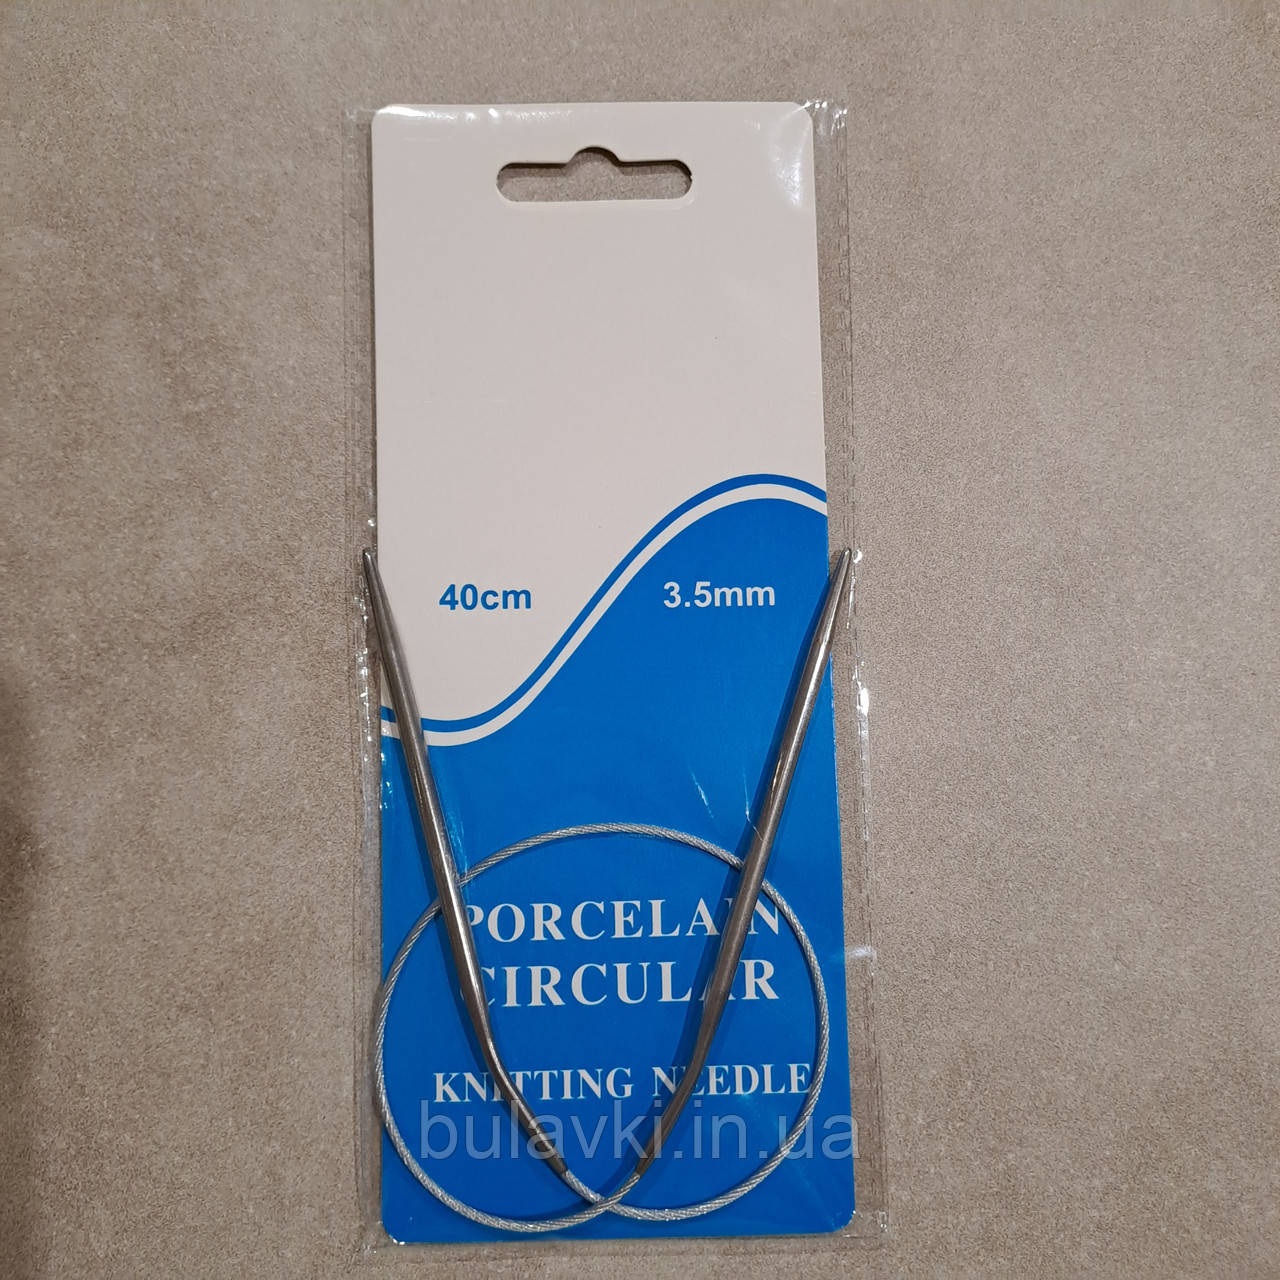 40cm 3.5mm
PORCELAIN
CIRCULAR
KNITTING NEEDLE
bulavki.in.ua